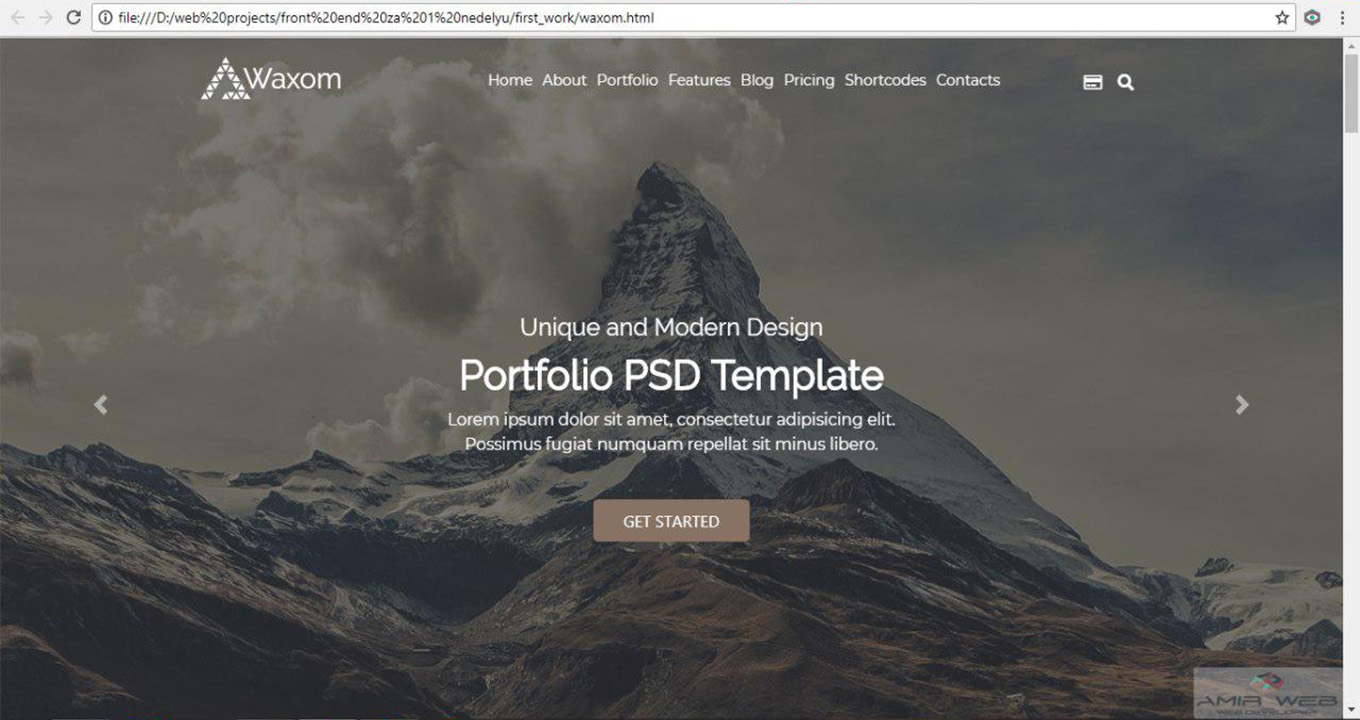 file:///D:/web%20projects/front%20end%20za%201%20nedelyu/first_work/waxom.html
Waxom
Home About Portfolio Features Blog Pricing Shortcodes Contacts
Unique and Modern Design
Portfolio PSD Template
Lorem ipsum dolor sit amet, consectetur adipisicing elit.
Possimus fugiat numquam repellat sit minus libero.
GET STARTED
AMIR WEB
WEB DEVELOPER